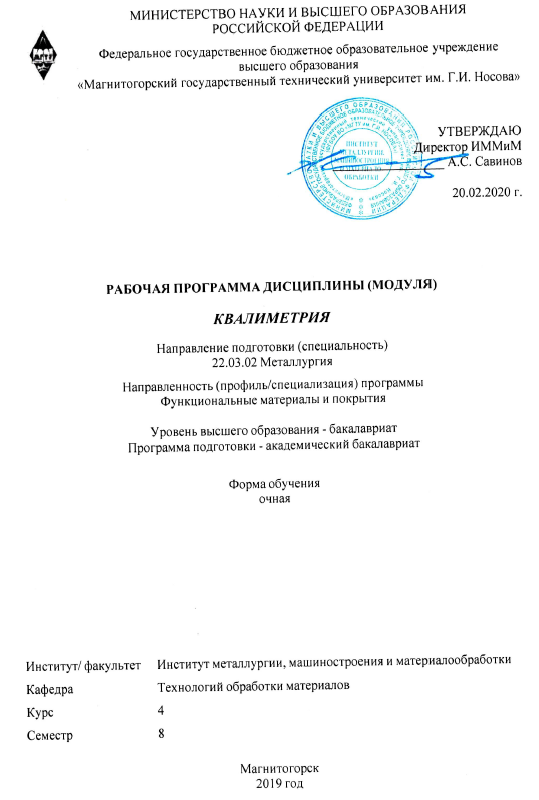 МИНИСТЕРСТВО НАУКИ И ВЫСШЕГО ОБРАЗОВАНИЯ
РОССИЙСКОЙ ФЕДЕРАЦИИ
Федеральное государственное бюджетное образовательное учреждение
высшего образования
«Магнитогорский государственный технический университет им. Г.И. Носова»
УТВЕРЖДАЮ
Директор ИММиМ
А.С. Савинов
20.02.2020 г.
РАБОЧАЯ ПРОГРАММА ДИСЦИПЛИНЫ (МОДУЛЯ)
КВАЛИМЕТРИЯ
Направление подготовки (специальность)
22.03.02 Металлургия
Направленность (профиль/специализация) программы
Функциональные материалы и покрытия
Уровень высшего образования - бакалавриат
Программа подготовки - академический бакалавриат
Форма обучения
очная
Институт/ факультет Институт металлургии, машиностроения и материалообработки
Кафедра Технологий обработки материалов
Курс 4
Семестр 8
Магнитогорск
2019 год